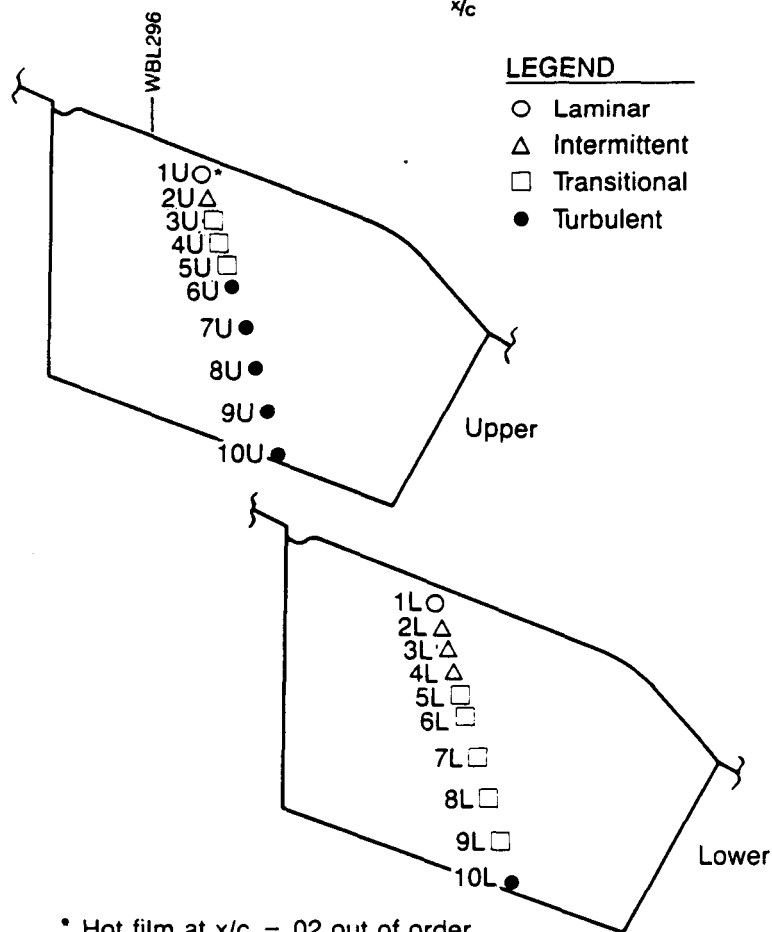 x/c
WBL296
LEGEND
Laminar
Intermittent
Transitional
Turbulent
1U*
2U
3U
4U
5U
6U
7U
8U
9U
10U
Upper
1L
2L
3L
4L
5L
6L
7L
8L
9L
10L
Lower
* Hot film at x/c = .02 out of order